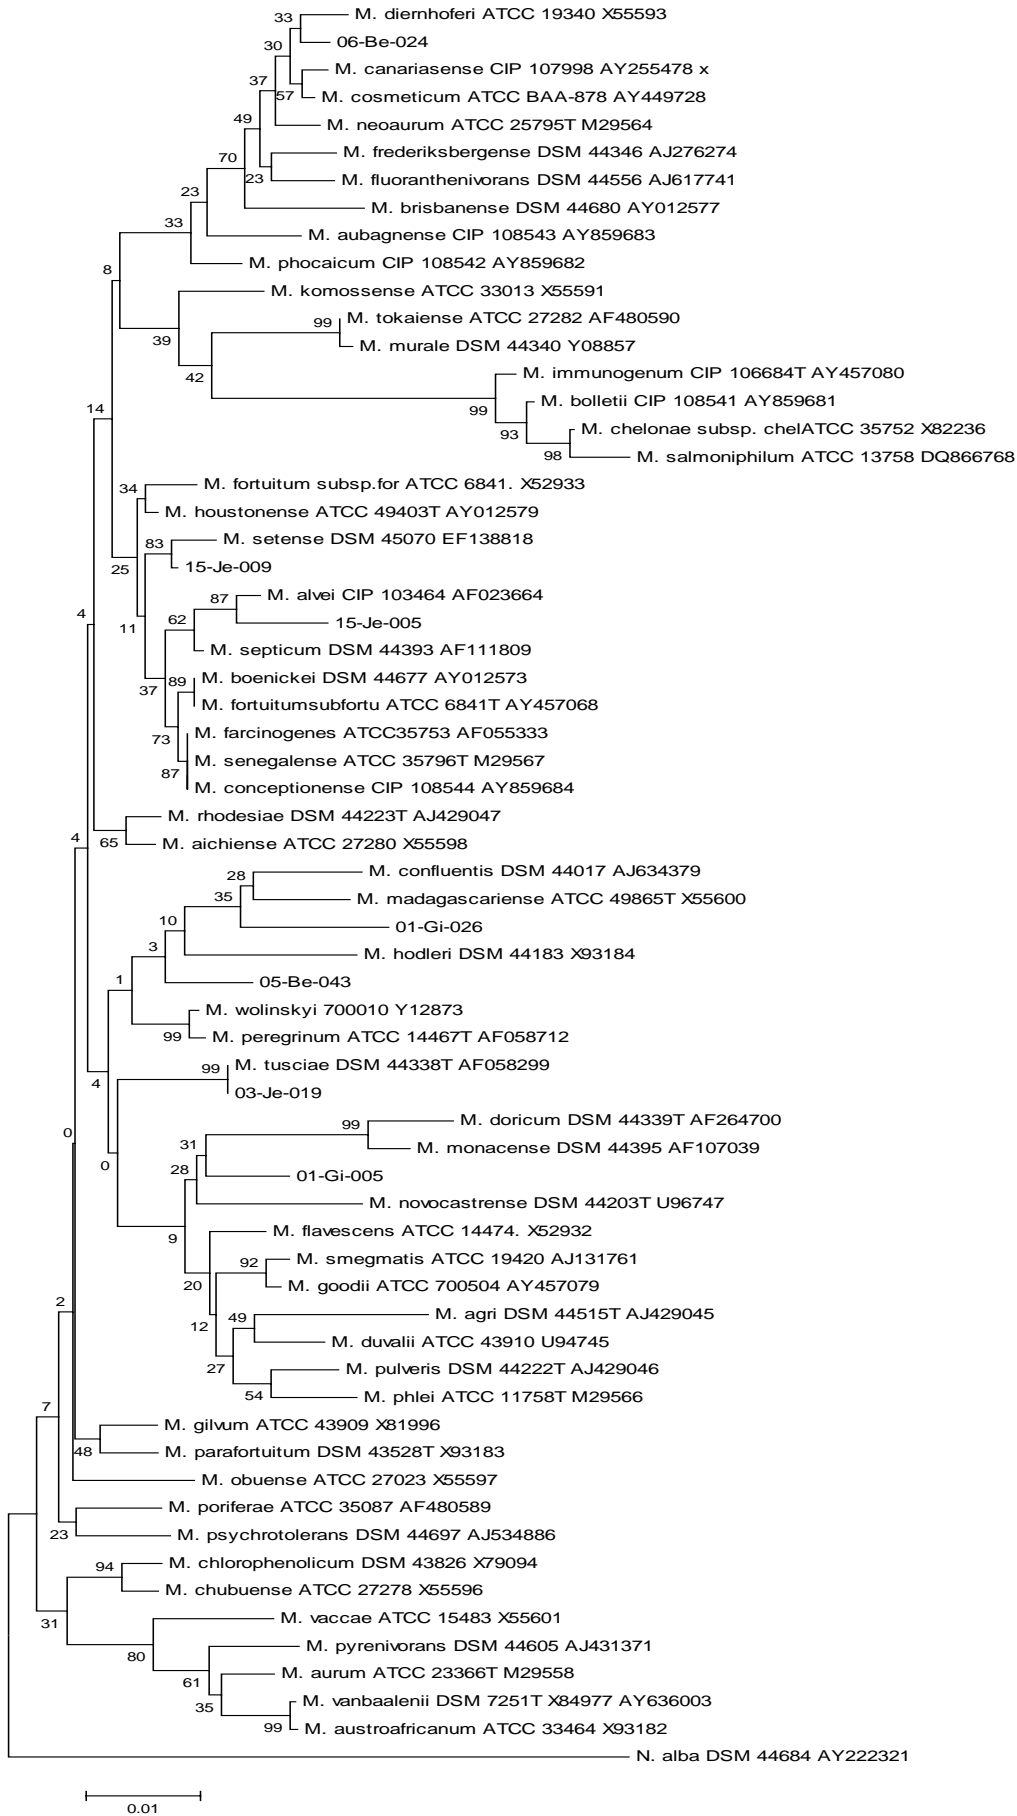 33
M. diernhoferi ATCC 19340 X55593
06-Be-024
30
M. canariasense CIP 107998 AY255478 x
37
57
M. cosmeticum ATCC BAA-878 AY449728
49
M. neoaurum ATCC 25795T M29564
M. frederiksbergense DSM 44346 AJ276274
70
23
M. fluoranthenivorans DSM 44556 AJ617741
23
M. brisbanense DSM 44680 AY012577
33
M. aubagnense CIP 108543 AY859683
M. phocaicum CIP 108542 AY859682
8
M. komossense ATCC 33013 X55591
99
M. tokaiense ATCC 27282 AF480590
39
M. murale DSM 44340 Y08857
42
M. immunogenum CIP 106684T AY457080
99
M. bolletii CIP 108541 AY859681
14
93
M. chelonae subsp. chelATCC 35752 X82236
98
M. salmoniphilum ATCC 13758 DQ866768
34
M. fortuitum subsp.for ATCC 6841. X52933
M. houstonense ATCC 49403T AY012579
83
M. setense DSM 45070 EF138818
25
15-Je-009
87
M. alvei CIP 103464 AF023664
4
62
15-Je-005
11
M. septicum DSM 44393 AF111809
37
89
M. boenickei DSM 44677 AY012573
M. fortuitumsubfortu ATCC 6841T AY457068
73
M. farcinogenes ATCC35753 AF055333
M. senegalense ATCC 35796T M29567
87
M. conceptionense CIP 108544 AY859684
M. rhodesiae DSM 44223T AJ429047
4
65
M. aichiense ATCC 27280 X55598
28
M. confluentis DSM 44017 AJ634379
35
M. madagascariense ATCC 49865T X55600
10
01-Gi-026
3
M. hodleri DSM 44183 X93184
1
05-Be-043
M. wolinskyi 700010 Y12873
99
M. peregrinum ATCC 14467T AF058712
99
M. tusciae DSM 44338T AF058299
4
03-Je-019
0
99
M. doricum DSM 44339T AF264700
31
M. monacense DSM 44395 AF107039
0
28
01-Gi-005
M. novocastrense DSM 44203T U96747
9
M. flavescens ATCC 14474. X52932
92
M. smegmatis ATCC 19420 AJ131761
20
M. goodii ATCC 700504 AY457079
2
49
M. agri DSM 44515T AJ429045
12
M. duvalii ATCC 43910 U94745
27
M. pulveris DSM 44222T AJ429046
54
M. phlei ATCC 11758T M29566
7
M. gilvum ATCC 43909 X81996
48
M. parafortuitum DSM 43528T X93183
M. obuense ATCC 27023 X55597
M. poriferae ATCC 35087 AF480589
23
M. psychrotolerans DSM 44697 AJ534886
94
M. chlorophenolicum DSM 43826 X79094
M. chubuense ATCC 27278 X55596
31
M. vaccae ATCC 15483 X55601
80
M. pyrenivorans DSM 44605 AJ431371
61
M. aurum ATCC 23366T M29558
35
M. vanbaalenii DSM 7251T X84977 AY636003
99
M. austroafricanum ATCC 33464 X93182
N. alba DSM 44684 AY222321
0.01